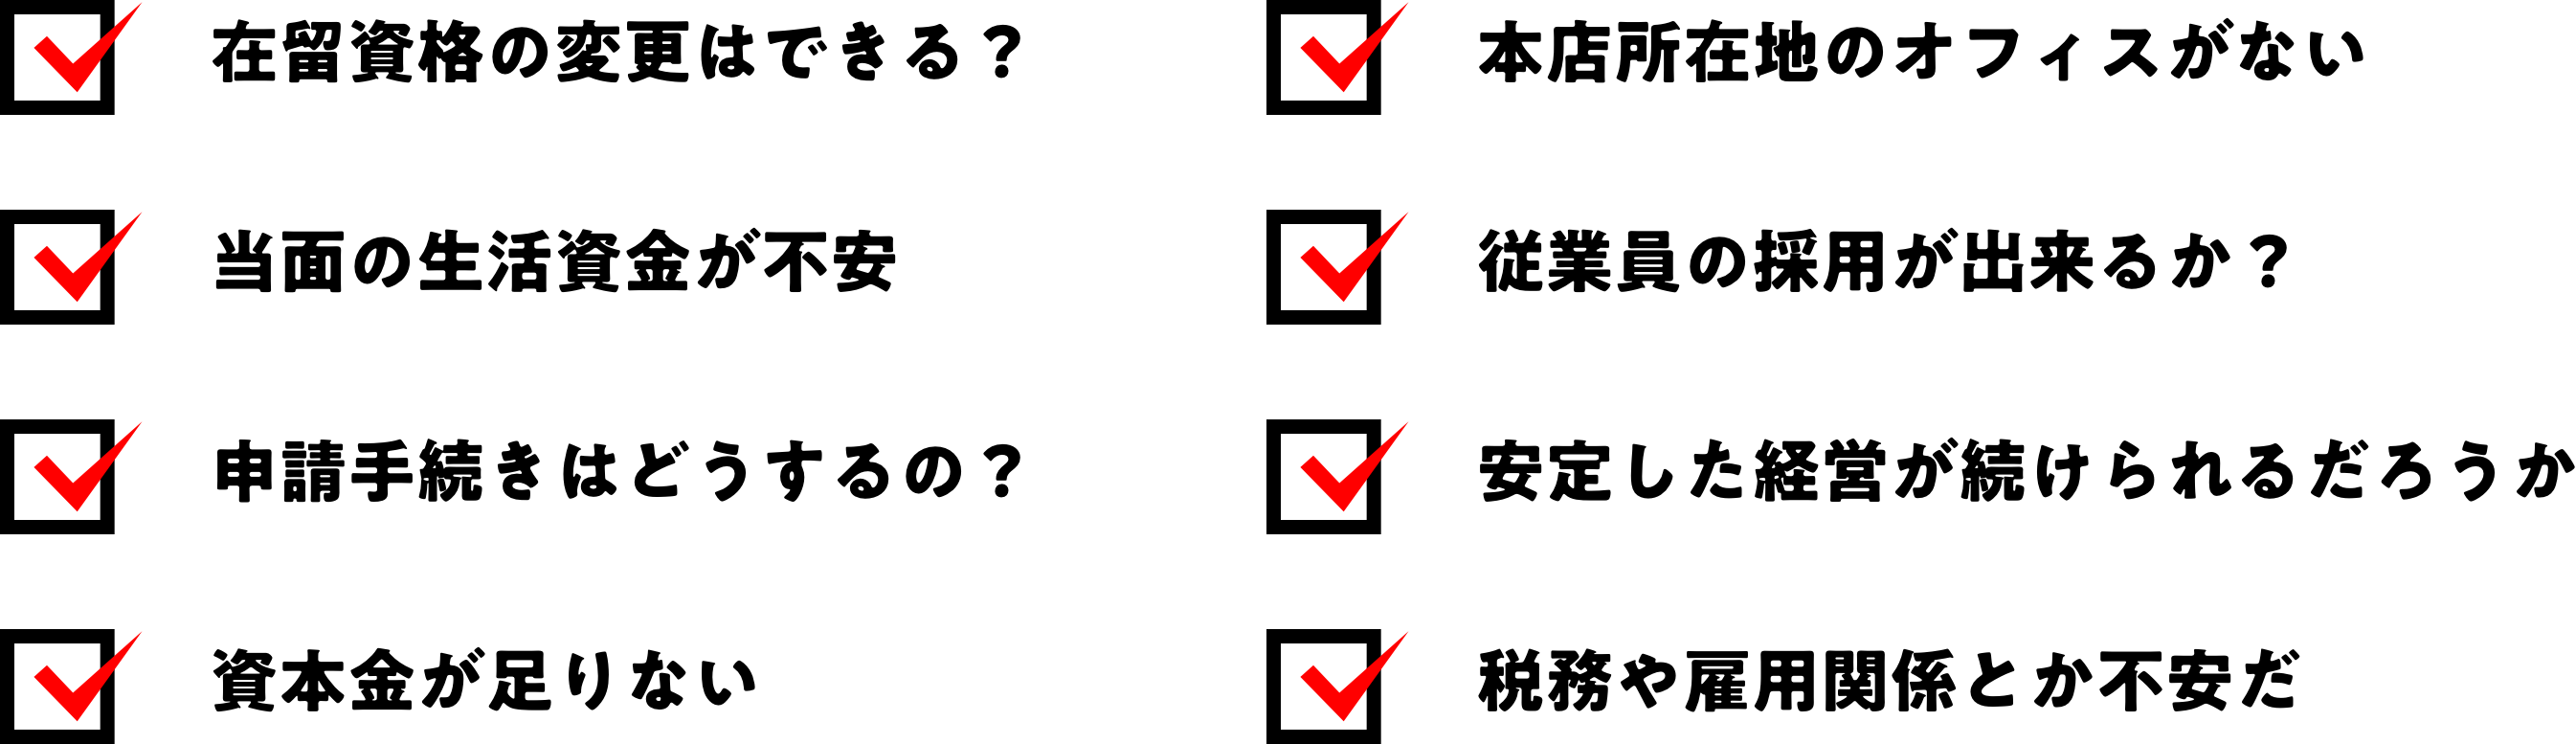 在留資格の変更はできる？
当面の生活資金が不安
申請手続きはどうするの？
資本金が足りない
本店所在地のオフィスがない
従業員の採用が出来るか？
安定した経営が続けられるだろうか
税務や雇用関係とか不安だ